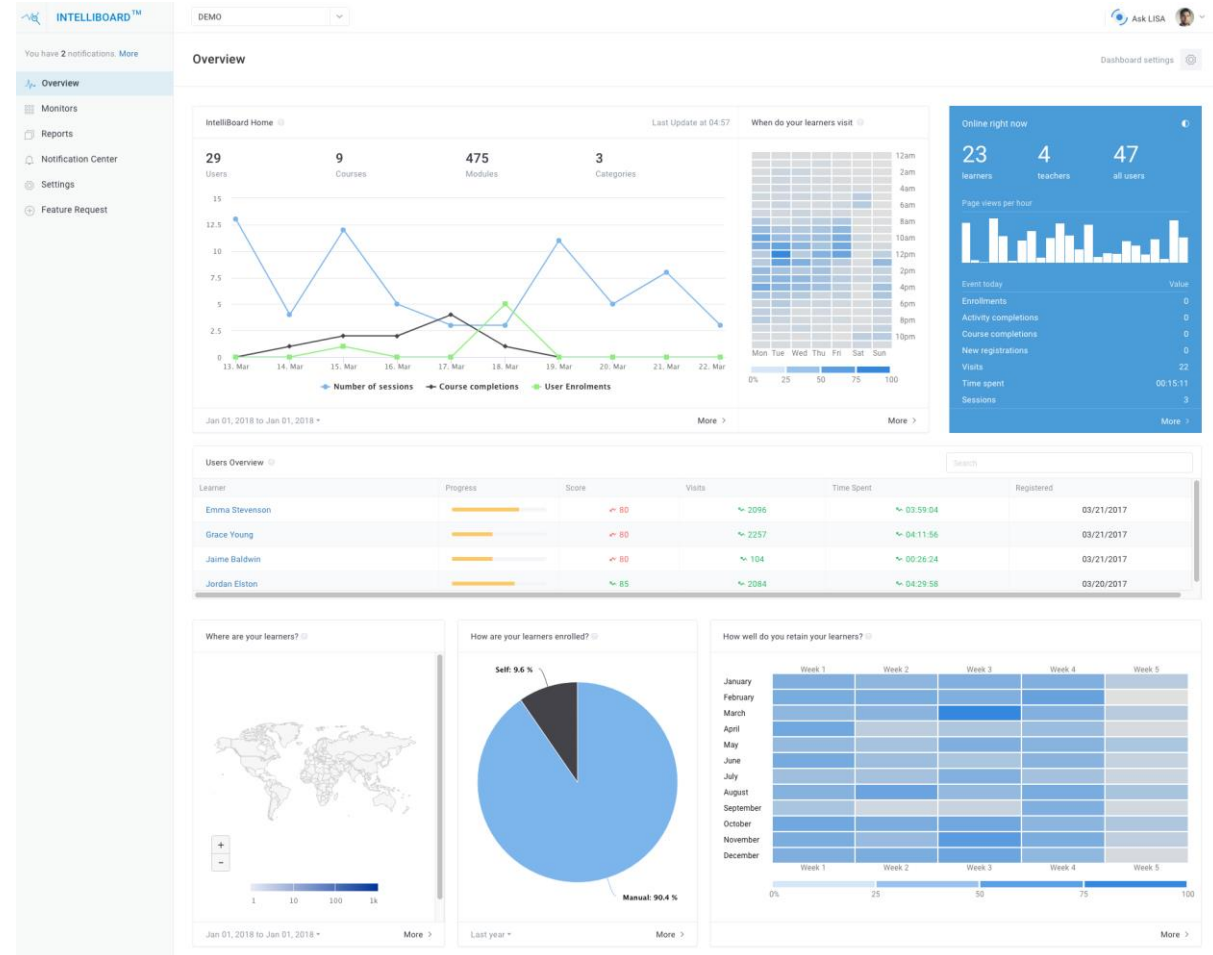 INTELLIBOARD™
DEMO
Ask LISA
You have 2 notifications. More
Overview
Monitors
Reports
Notification Center
Settings
Feature Request
Overview
Dashboard settings
IntelliBoard Home
Last Update at 04:57
29
Users
9
Courses
475
Modules
3
Categories
15
12.5
10
7.5
5
2.5
0
13. Mar 14. Mar 15. Mar 16. Mar 17. Mar 18. Mar 19. Mar 20. Mar 21. Mar 22. Mar
Number of sessions Course completions User Enrolments
Jan 01, 2018 to Jan 01, 2018
More >
When do your learners visit
12am
2am
4am
6am
8am
10am
12pm
2pm
4pm
6pm
8pm
10pm
Mon Tue Wed Thu Fri Sat Sun
0% 25 50 75 100
More >
Online right now
23
learners
4
teachers
47
all users
Page views per hour
Event today Value
Enrollments 0
Activity completions 0
Course completions 0
New registrations 0
Visits 22
Time spent 00:15:11
Sessions 3
More >
Users Overview
Search
Learner Progress Score Visits Time Spent Registered
Emma Stevenson 80 2096 03:59:04 03/21/2017
Grace Young 80 2257 04:11:56 03/21/2017
Jaime Baldwin 80 104 00:26:24 03/21/2017
Jordan Elston 85 2084 04:29:58 03/20/2017
Where are your learners?
+
−
1 10 100 1k
Jan 01, 2018 to Jan 01, 2018
More >
How are your learners enrolled?
Self: 9.6 %
Manual: 90.4 %
Last year
More >
How well do you retain your learners?
Week 1 Week 2 Week 3 Week 4 Week 5
January
February
March
April
May
June
July
August
September
October
November
December
Week 1 Week 2 Week 3 Week 4 Week 5
0% 25 50 75 100
More >